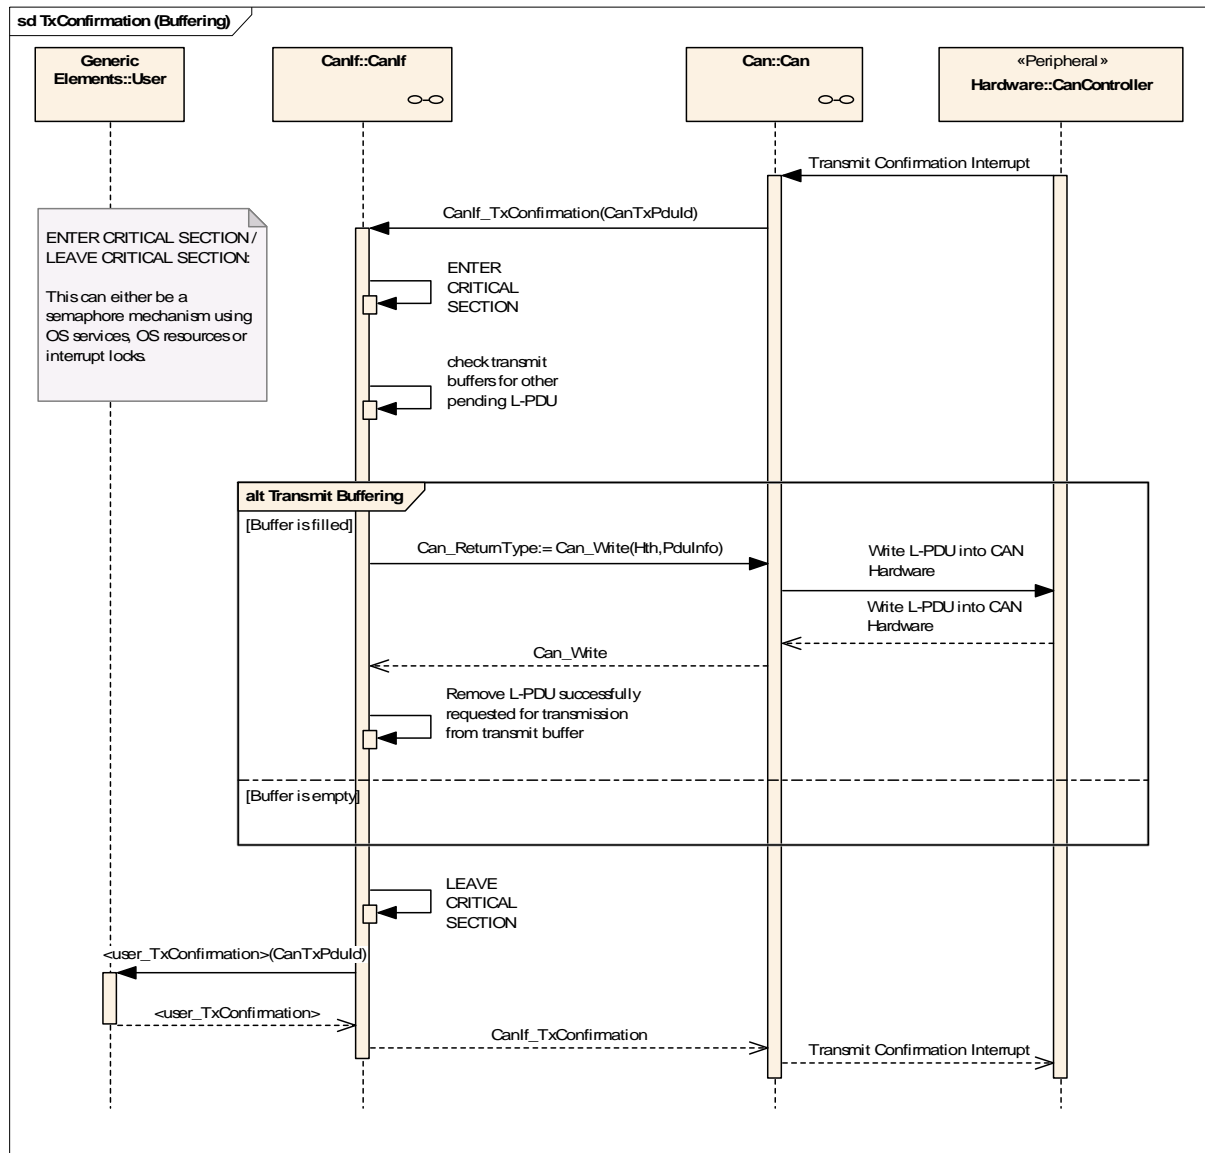 sd TxConfirmation (Buffering)
Generic
Elements::User
CanIf::CanIf
Can::Can
«Peripheral»
Hardware::CanController
Transmit Confirmation Interrupt
CanIf_TxConfirmation(CanTxPduId)
ENTER CRITICAL SECTION /
LEAVE CRITICAL SECTION:
This can either be a
semaphore mechanism using
OS services, OS resources or
interrupt locks.
ENTER
CRITICAL
SECTION
check transmit
buffers for other
pending L-PDU
alt Transmit Buffering
[Buffer is filled]
Can_ReturnType:= Can_Write(Hth,PduInfo)
Write L-PDU into CAN
Hardware
Write L-PDU into CAN
Hardware
Can_Write
Remove L-PDU successfully
requested for transmission
from transmit buffer
[Buffer is empty]
LEAVE
CRITICAL
SECTION
<user_TxConfirmation>(CanTxPduId)
<user_TxConfirmation>
CanIf_TxConfirmation
Transmit Confirmation Interrupt